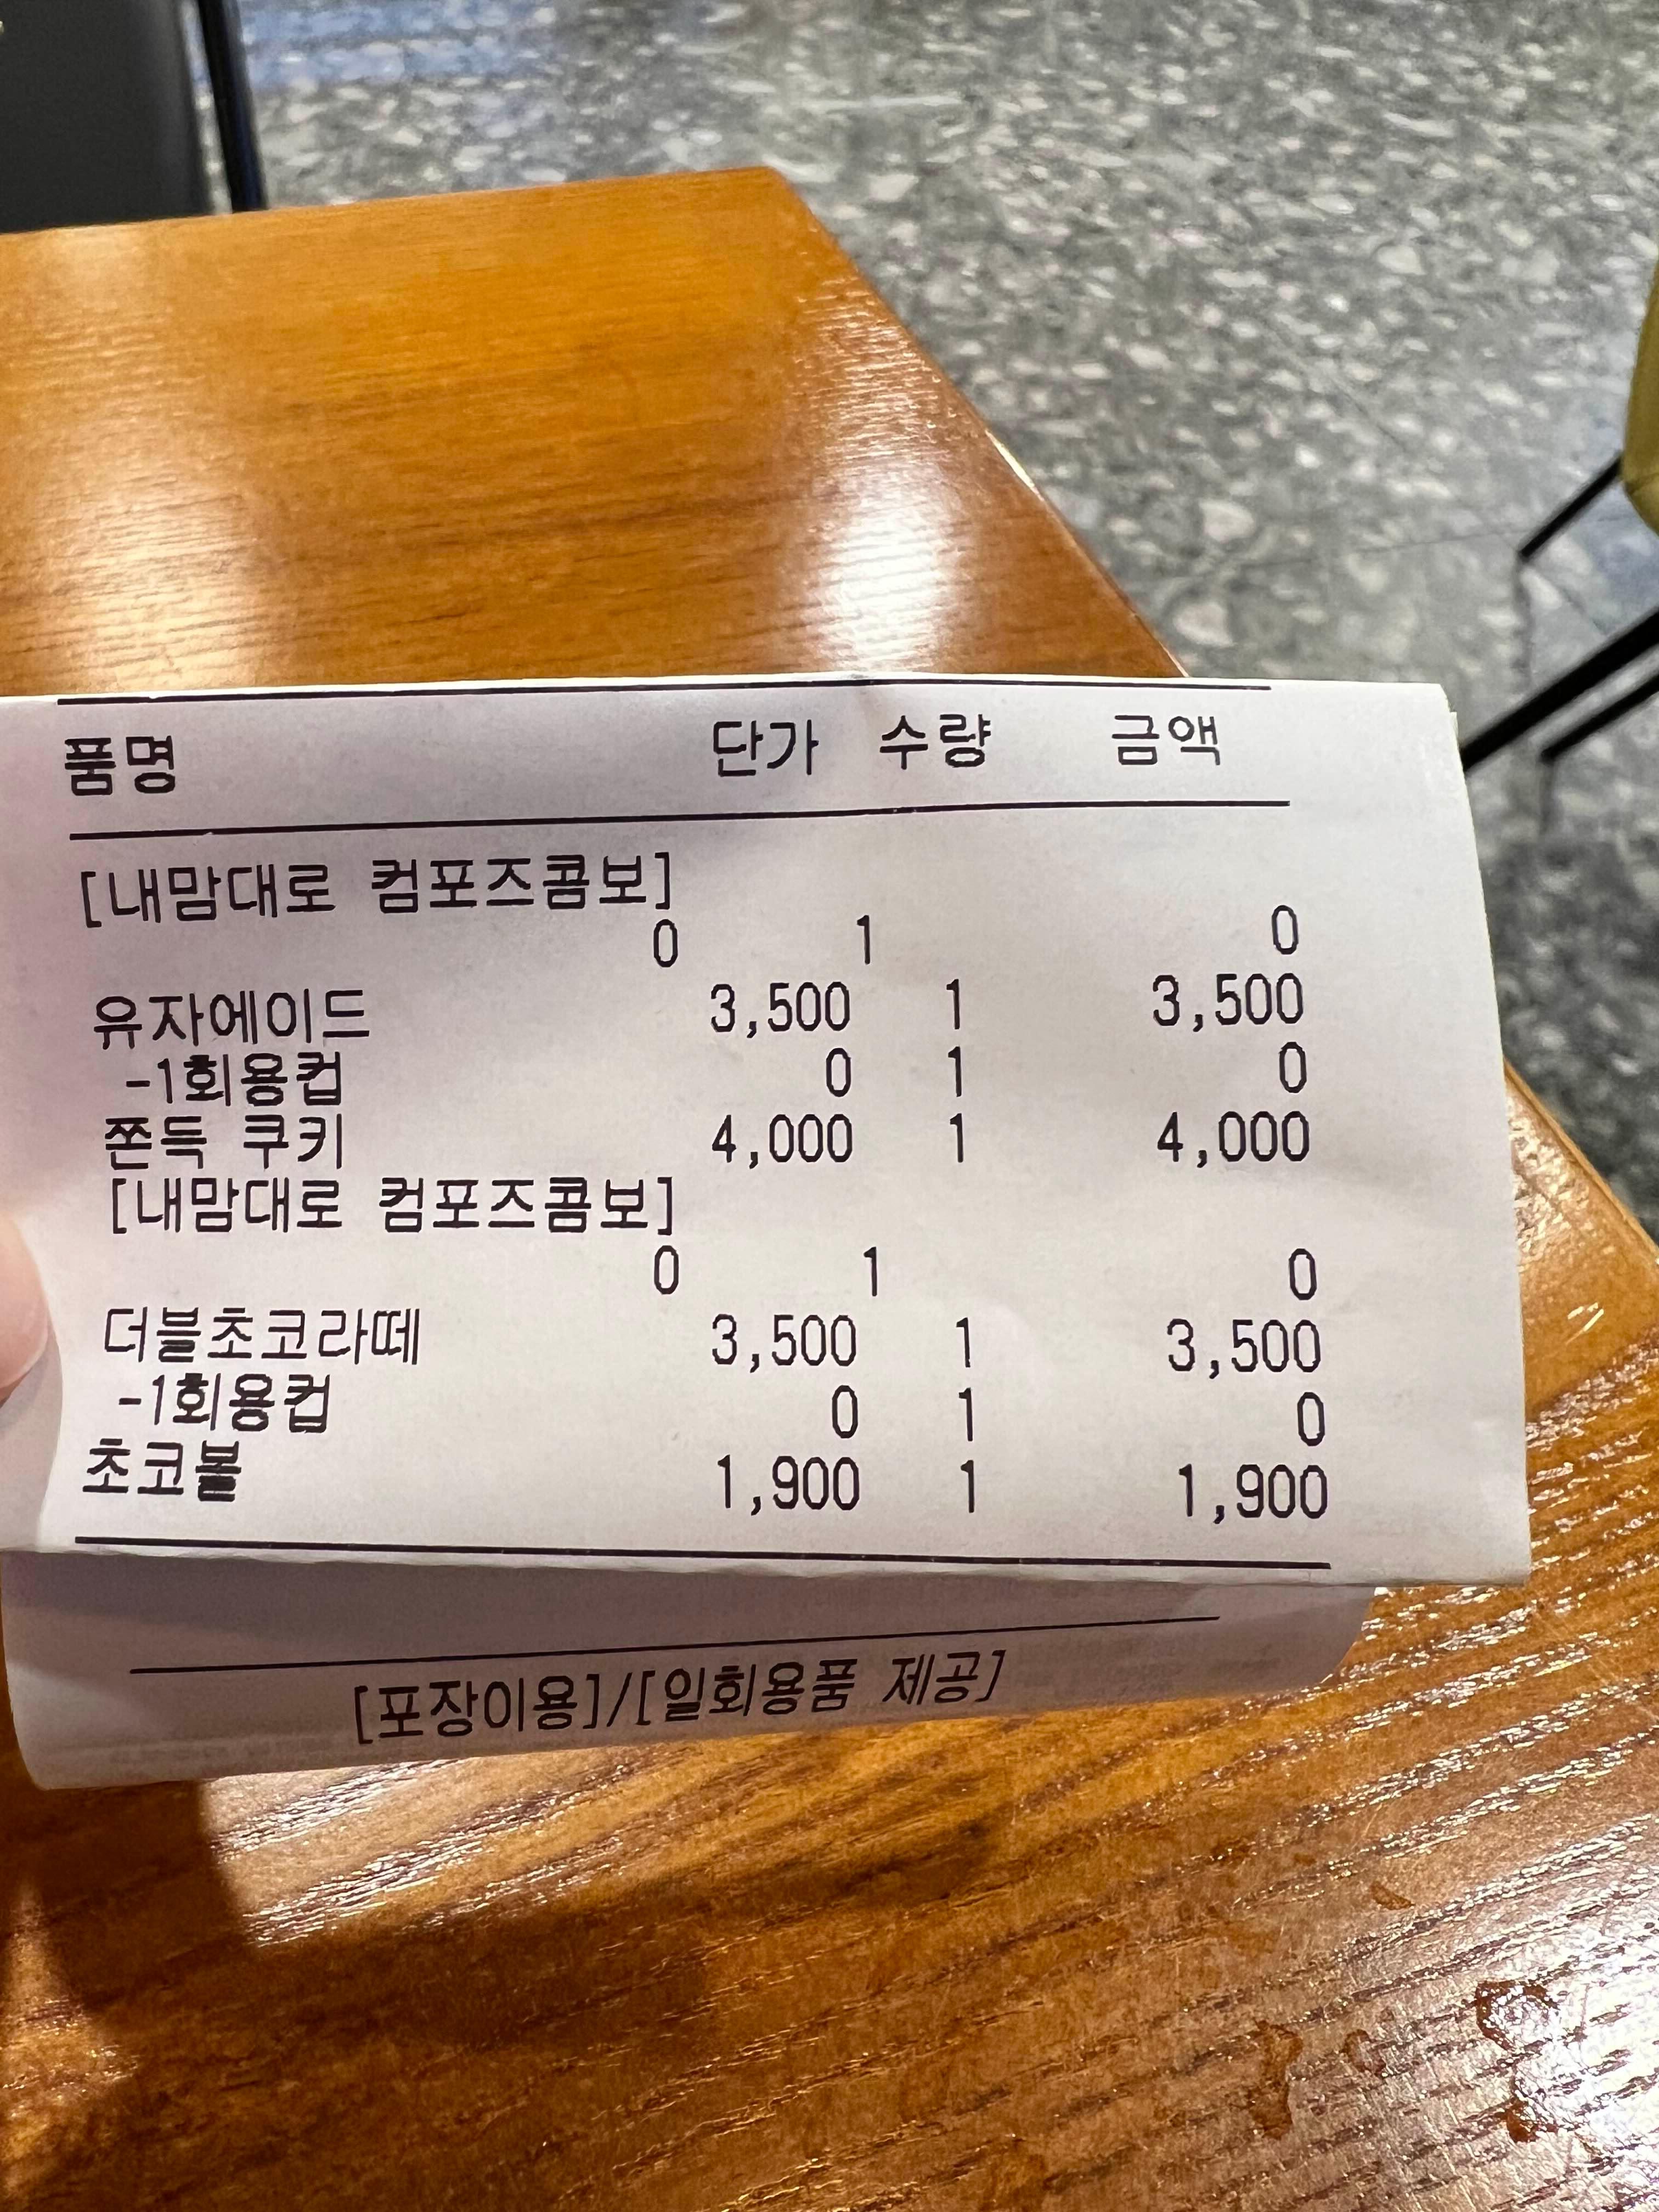 품명 단가 수량 금액
[내맘대로 컴포즈콤보]
0 1 0
유자에이드 3,500 1 3,500
-1회용컵 0 1 0
쫀득 쿠키 4,000 1 4,000
[내맘대로 컴포즈콤보]
0 1 0
더블초코라떼 3,500 1 3,500
-1회용컵 0 1 0
초코볼 1,900 1 1,900
[포장이용]/[일회용품 제공]